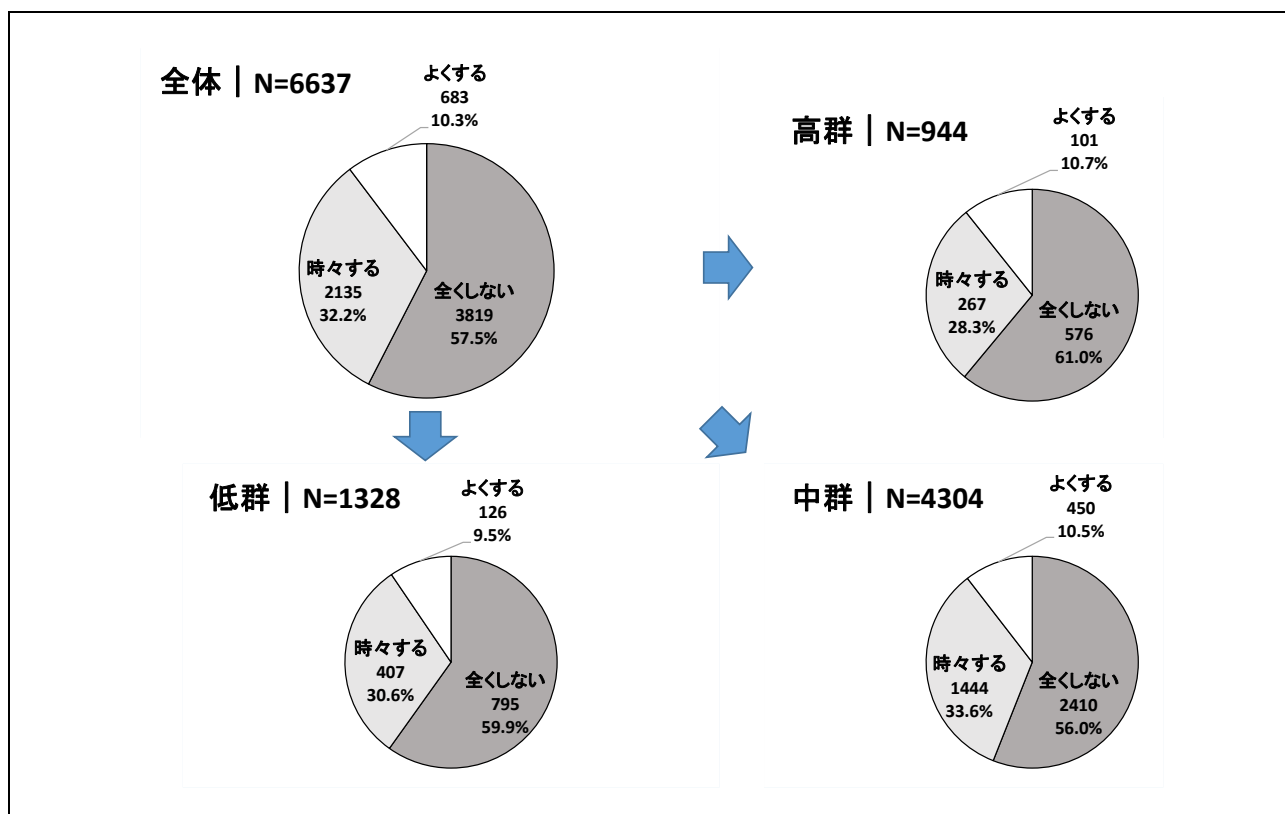 全体｜N=6637
よくする
683
10.3%
時々する
2135
32.2%
全くしない
3819
57.5%
高群｜N=944
よくする
101
10.7%
時々する
267
28.3%
全くしない
576
61.0%
低群｜N=1328
よくする
126
9.5%
時々する
407
30.6%
全くしない
795
59.9%
中群｜N=4304
よくする
450
10.5%
時々する
1444
33.6%
全くしない
2410
56.0%